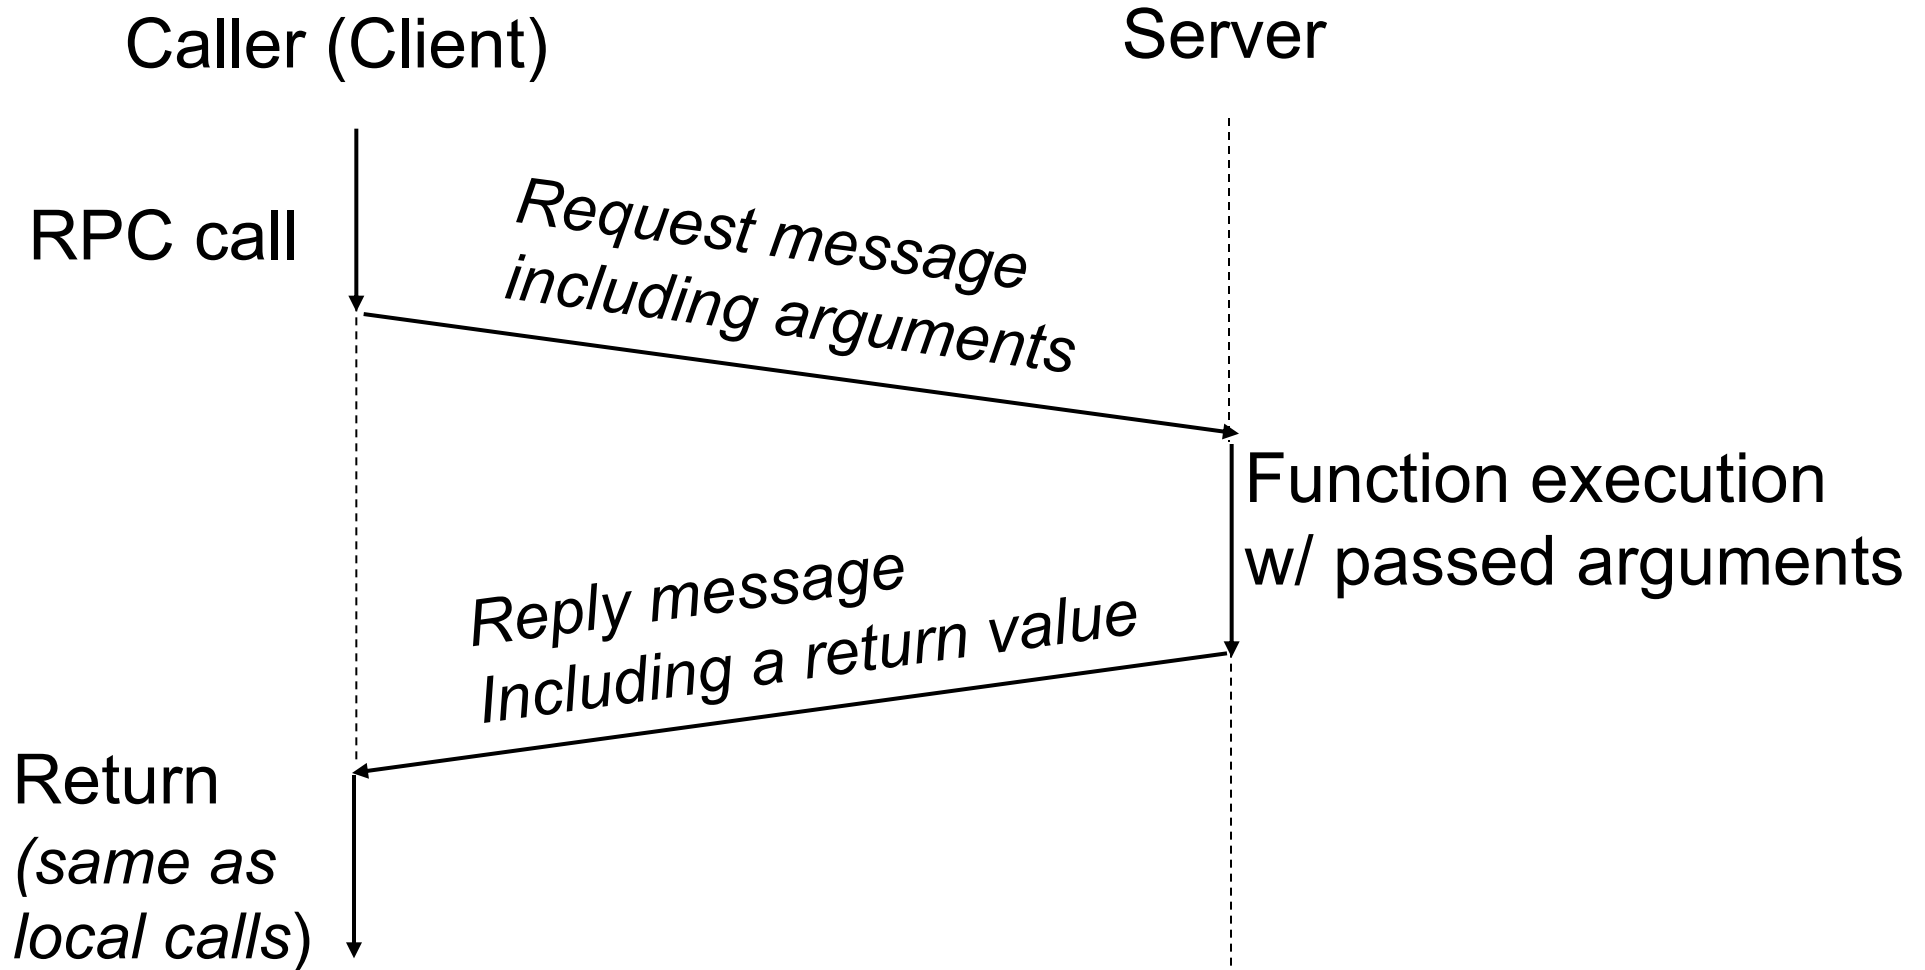 Caller (Client)
Server
RPC call
Request message
including arguments
Function execution
w/ passed arguments
Reply message
Including a return value
Return
(same as
local calls)